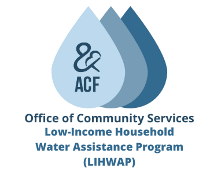 ACF
Office of Community Services
Low-Income Household
Water Assistance Program
(LIHWAP)